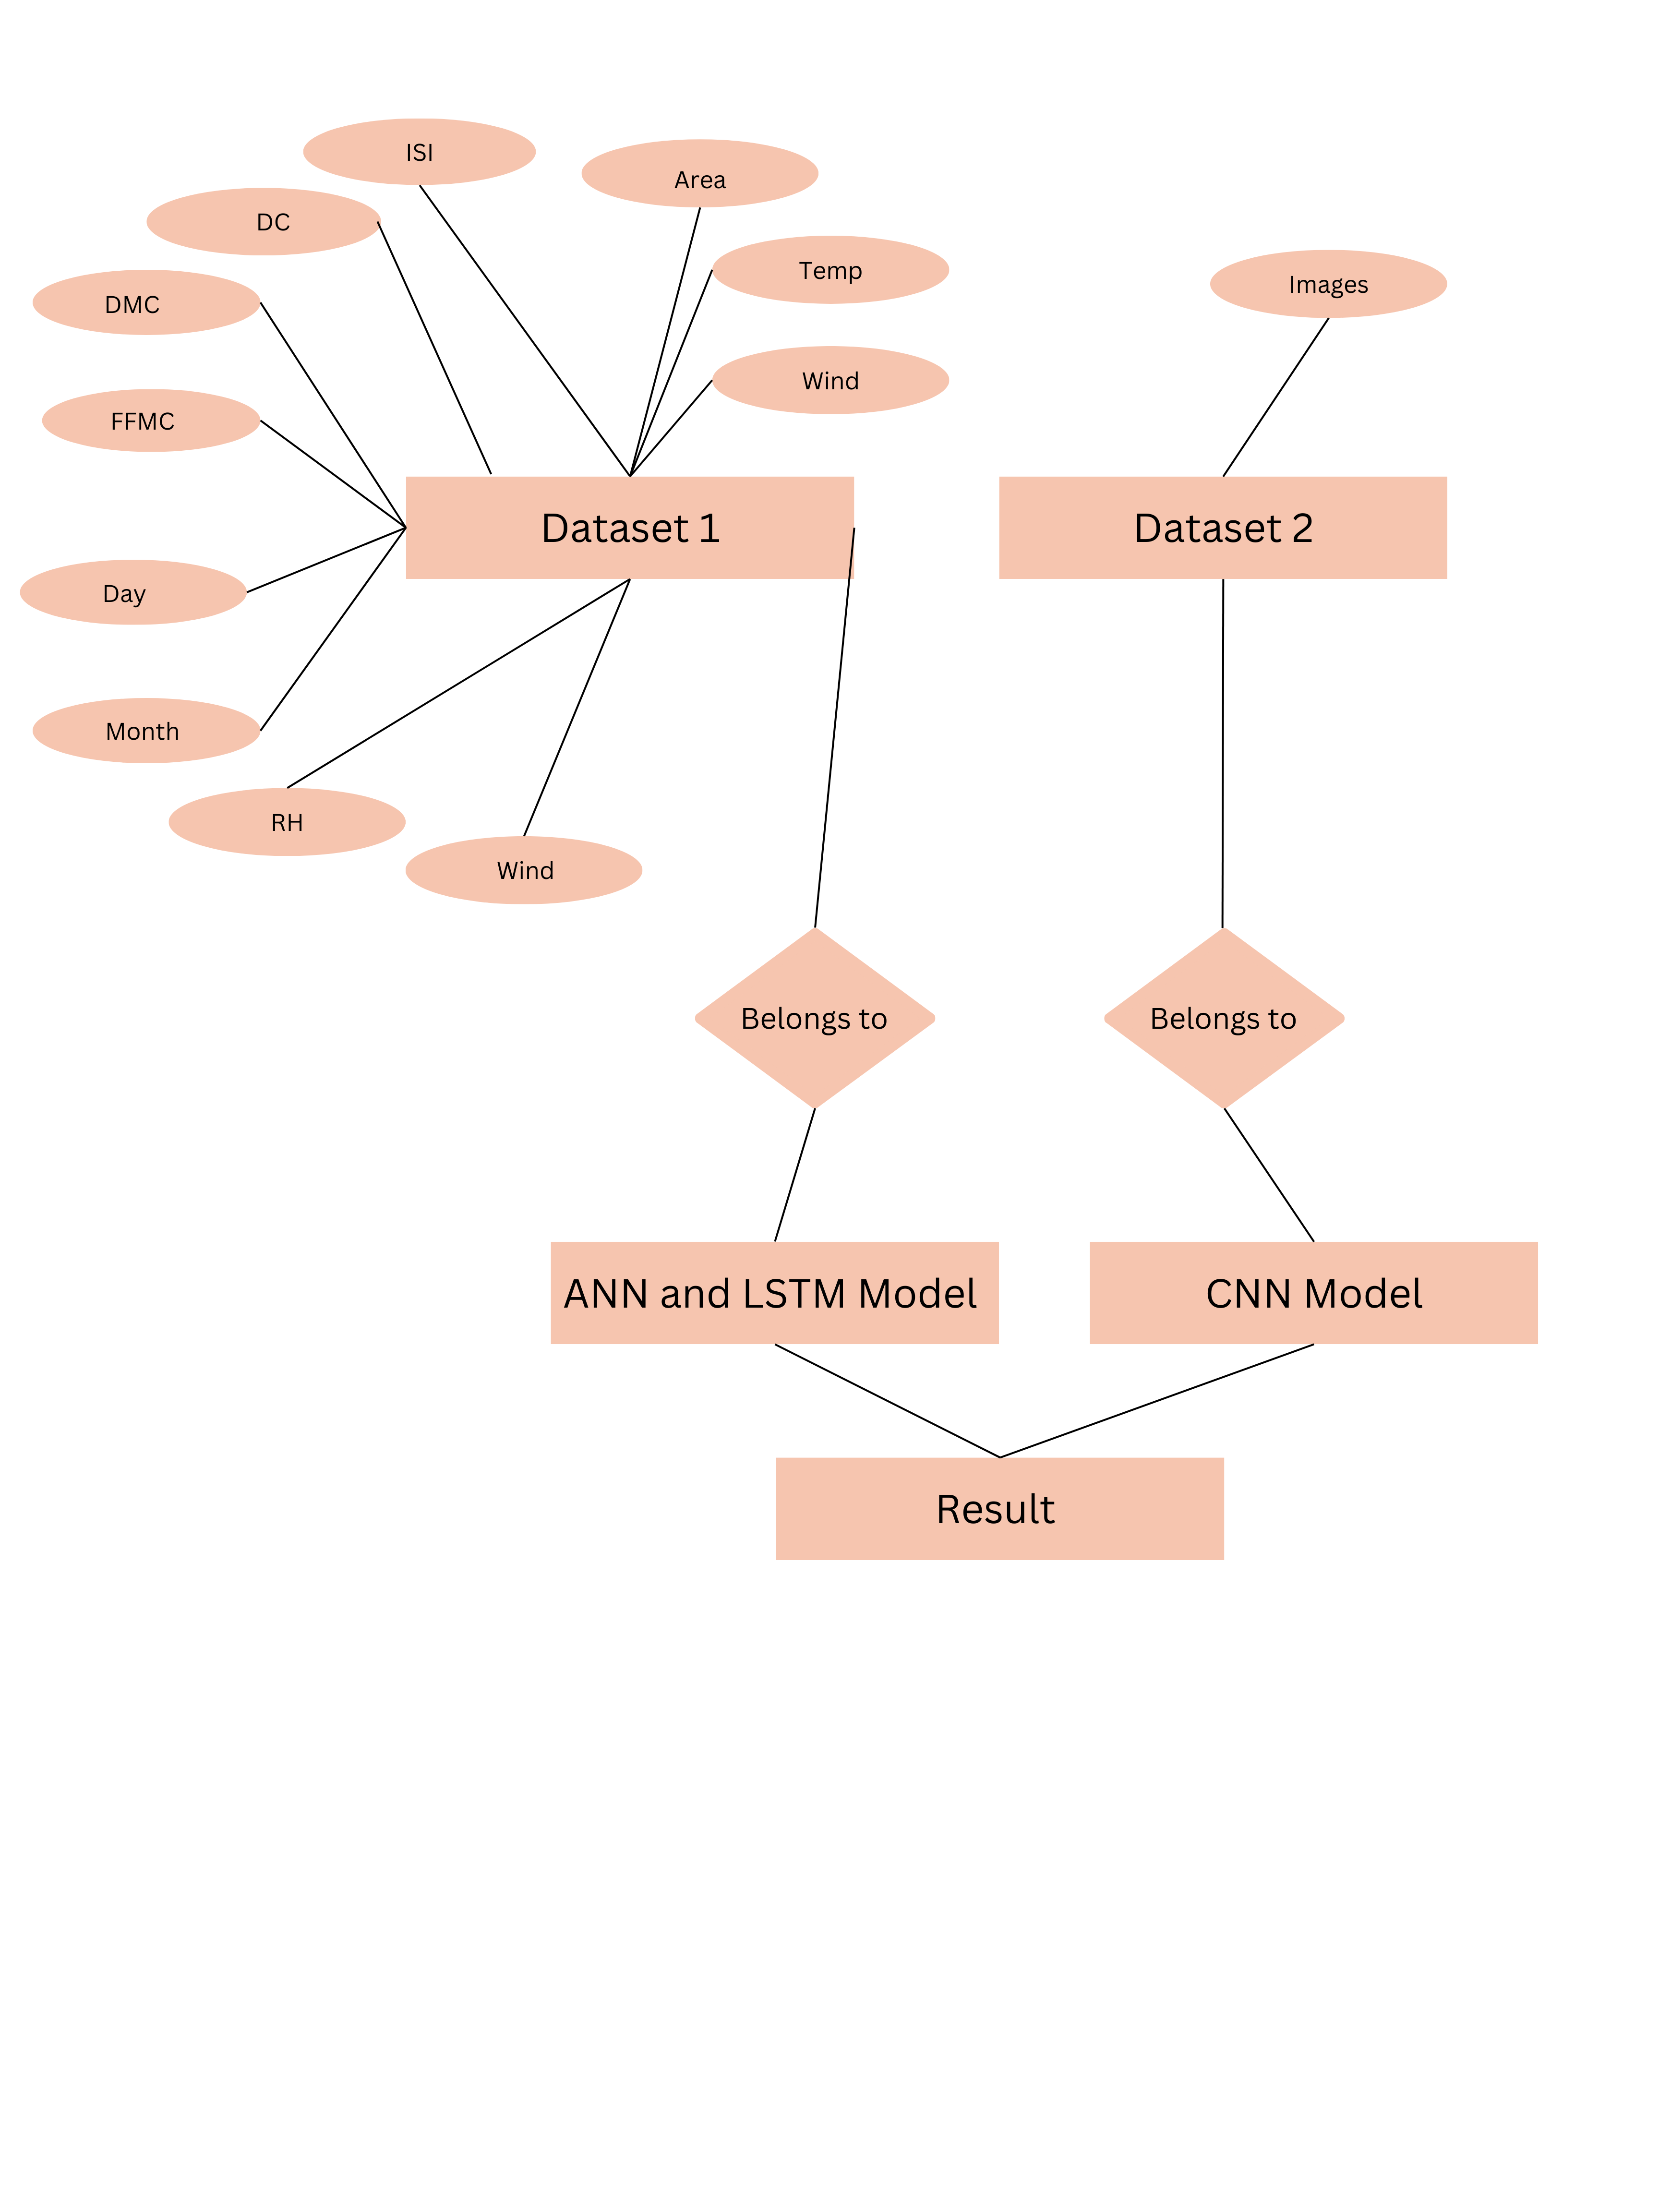 ISI
Area
DC
Temp
Images
DMC
Wind
FFMC
Dataset 1
Dataset 2
Day
Month
RH
Wind
Belongs to
Belongs to
ANN and LSTM Model
CNN Model
Result